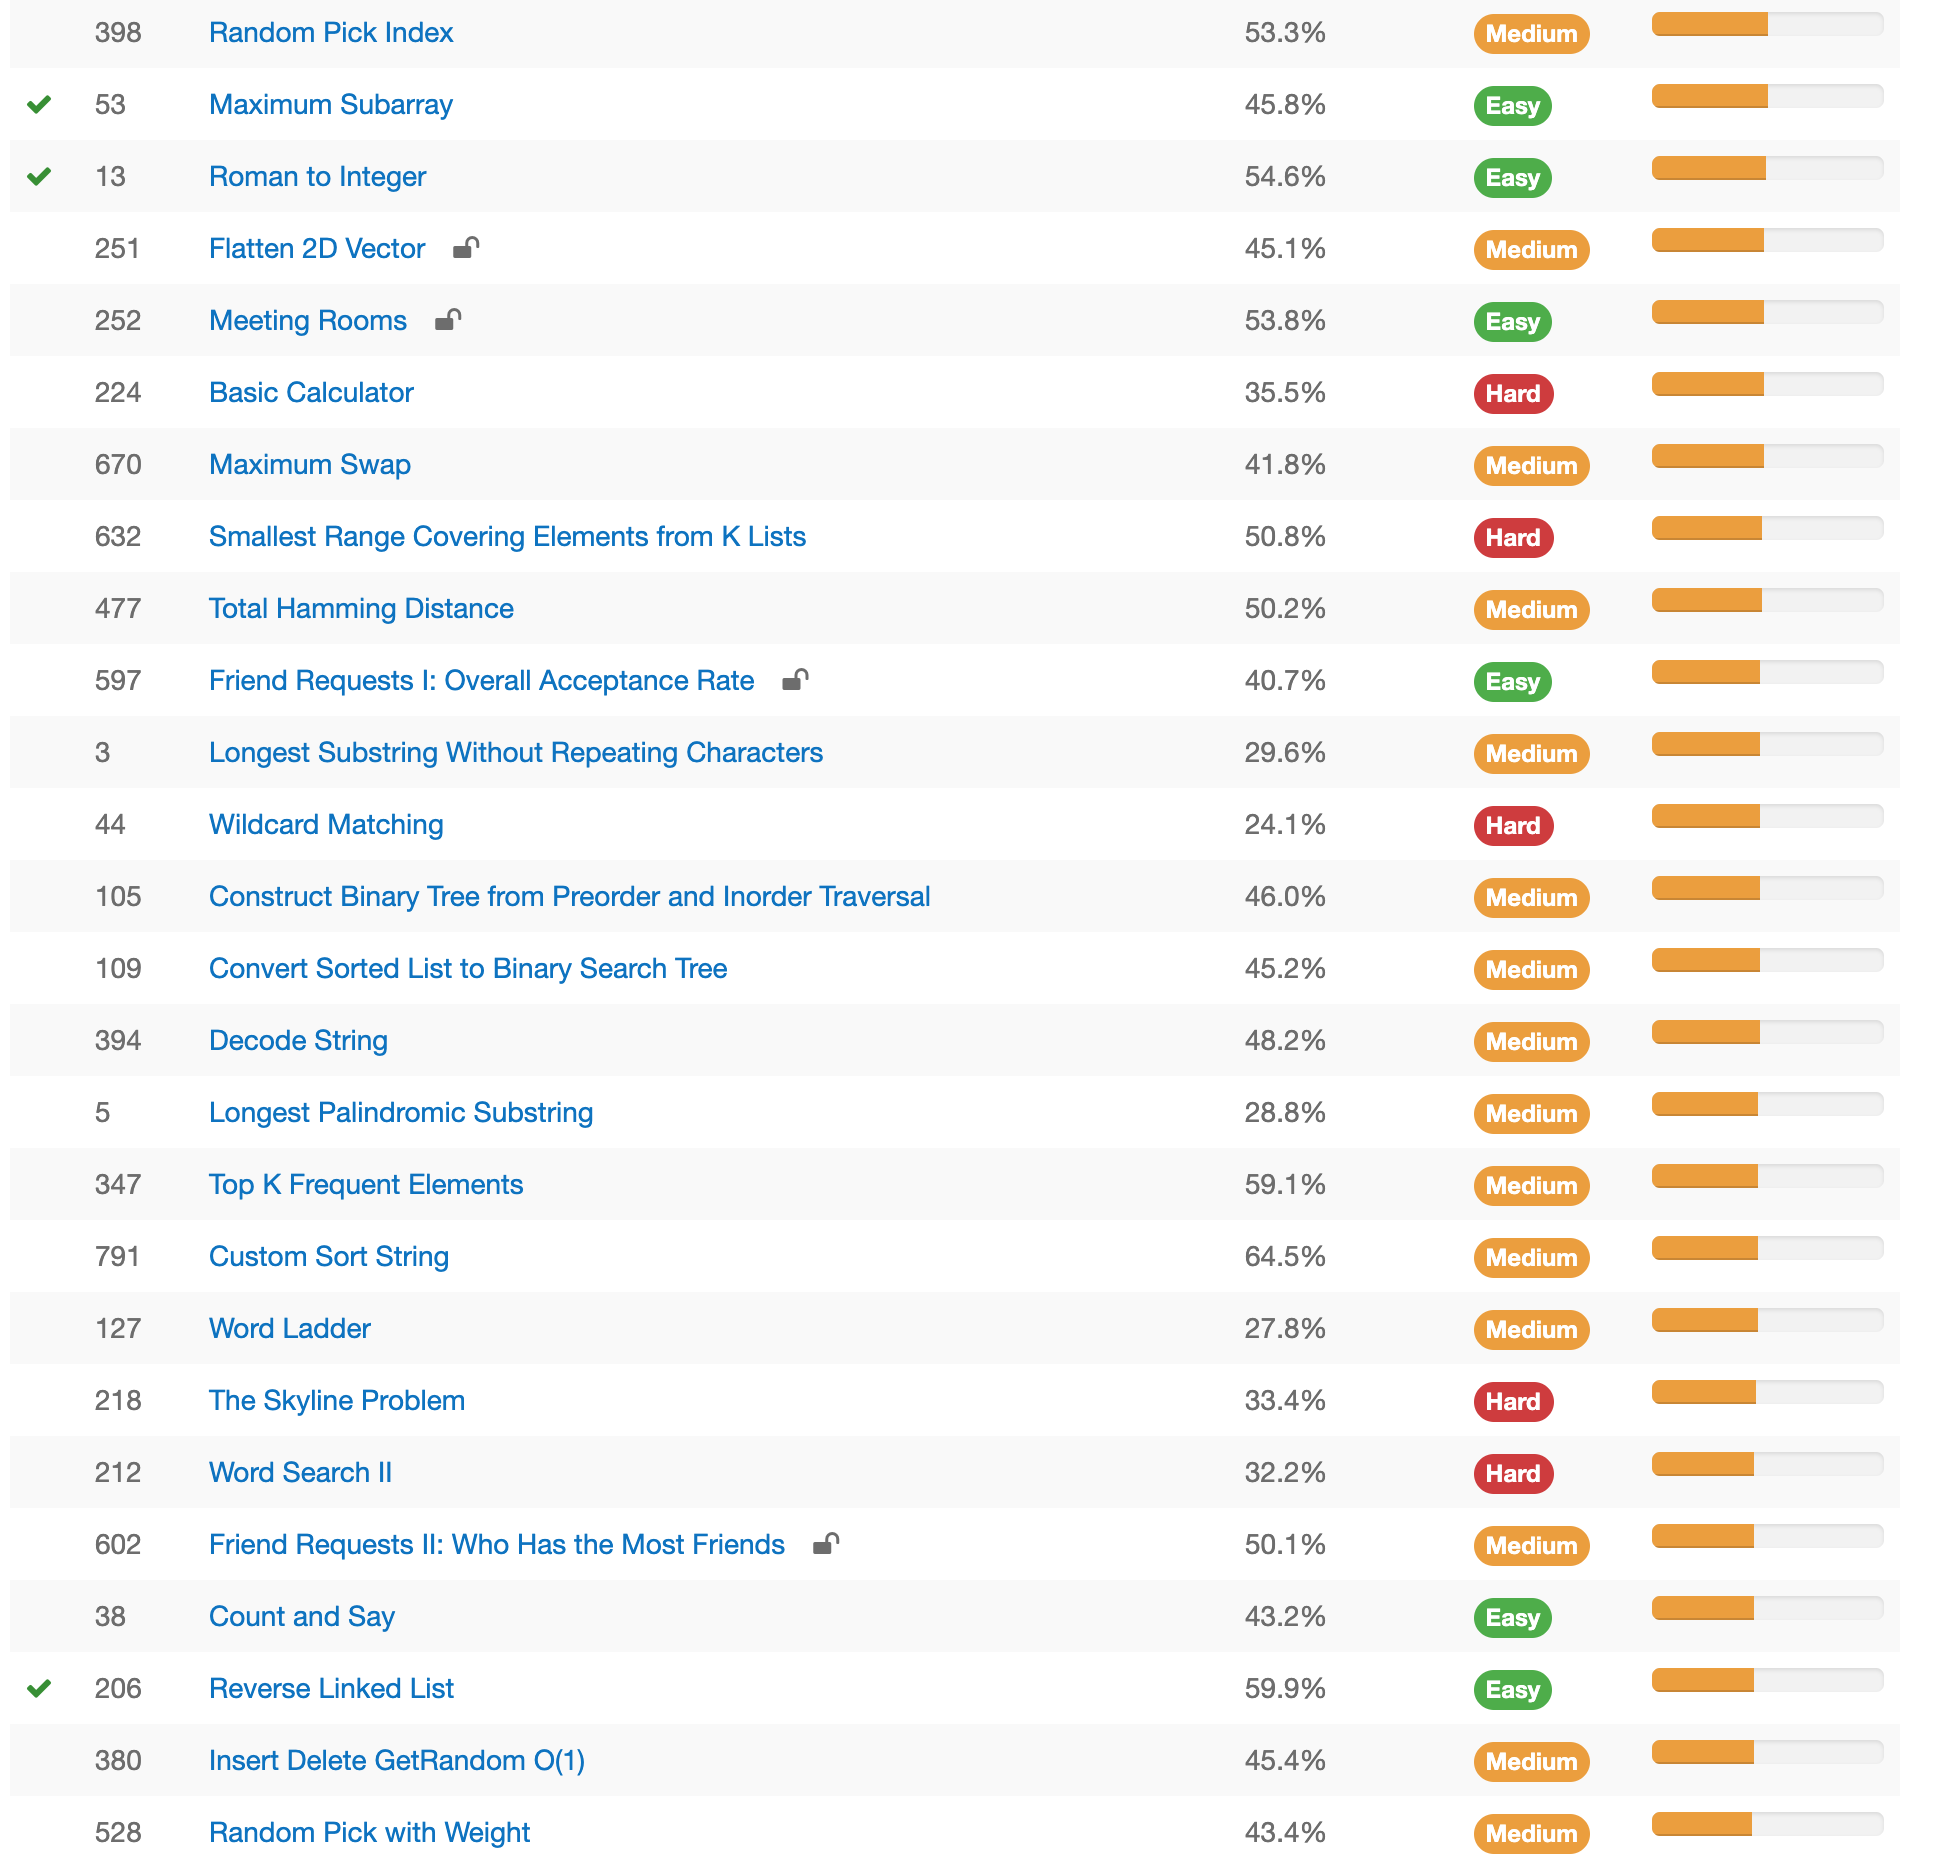 398 Random Pick Index 53.3% Medium
53 Maximum Subarray 45.8% Easy
13 Roman to Integer 54.6% Easy
251 Flatten 2D Vector 45.1% Medium
252 Meeting Rooms 53.8% Easy
224 Basic Calculator 35.5% Hard
670 Maximum Swap 41.8% Medium
632 Smallest Range Covering Elements from K Lists 50.8% Hard
477 Total Hamming Distance 50.2% Medium
597 Friend Requests I: Overall Acceptance Rate 40.7% Easy
3 Longest Substring Without Repeating Characters 29.6% Medium
44 Wildcard Matching 24.1% Hard
105 Construct Binary Tree from Preorder and Inorder Traversal 46.0% Medium
109 Convert Sorted List to Binary Search Tree 45.2% Medium
394 Decode String 48.2% Medium
5 Longest Palindromic Substring 28.8% Medium
347 Top K Frequent Elements 59.1% Medium
791 Custom Sort String 64.5% Medium
127 Word Ladder 27.8% Medium
218 The Skyline Problem 33.4% Hard
212 Word Search II 32.2% Hard
602 Friend Requests II: Who Has the Most Friends 50.1% Medium
38 Count and Say 43.2% Easy
206 Reverse Linked List 59.9% Easy
380 Insert Delete GetRandom O(1) 45.4% Medium
528 Random Pick with Weight 43.4% Medium